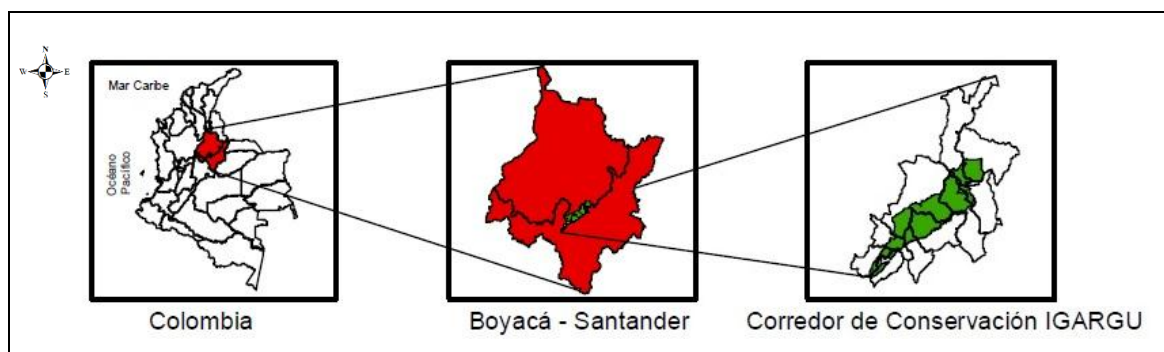 N
W E
S
Mar Caribe
Océano
Pacífico
Colombia
Boyacá - Santander
Corredor de Conservación IGARGU